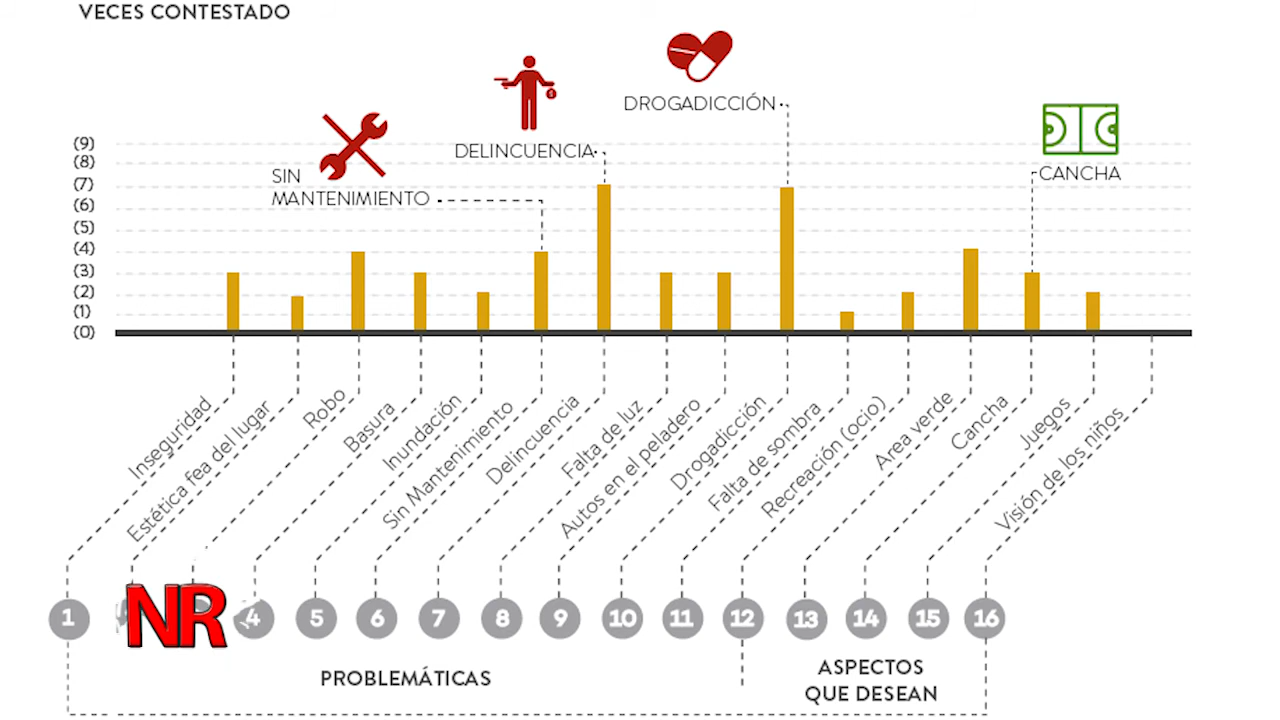 VECES CONTESTADO
DROGADICCIÓN
DELINCUENCIA
SIN
MANTENIMIENTO
CANCHA
(9)
(8)
(7)
(6)
(5)
(4)
(3)
(2)
(1)
(0)
Inseguridad
Estética fea del lugar
Robo
Basura
Inundación
Sin Mantenimiento
Delincuencia
Falta de luz
Autos en el peladero
Drogadicción
Falta de sombra
Recreación (ocio)
Area verde
Cancha
Juegos
Visión de los niños
1 NR 4 5 6 7 8 9 10 11 12 13 14 15 16
PROBLEMÁTICAS
ASPECTOS
QUE DESEAN